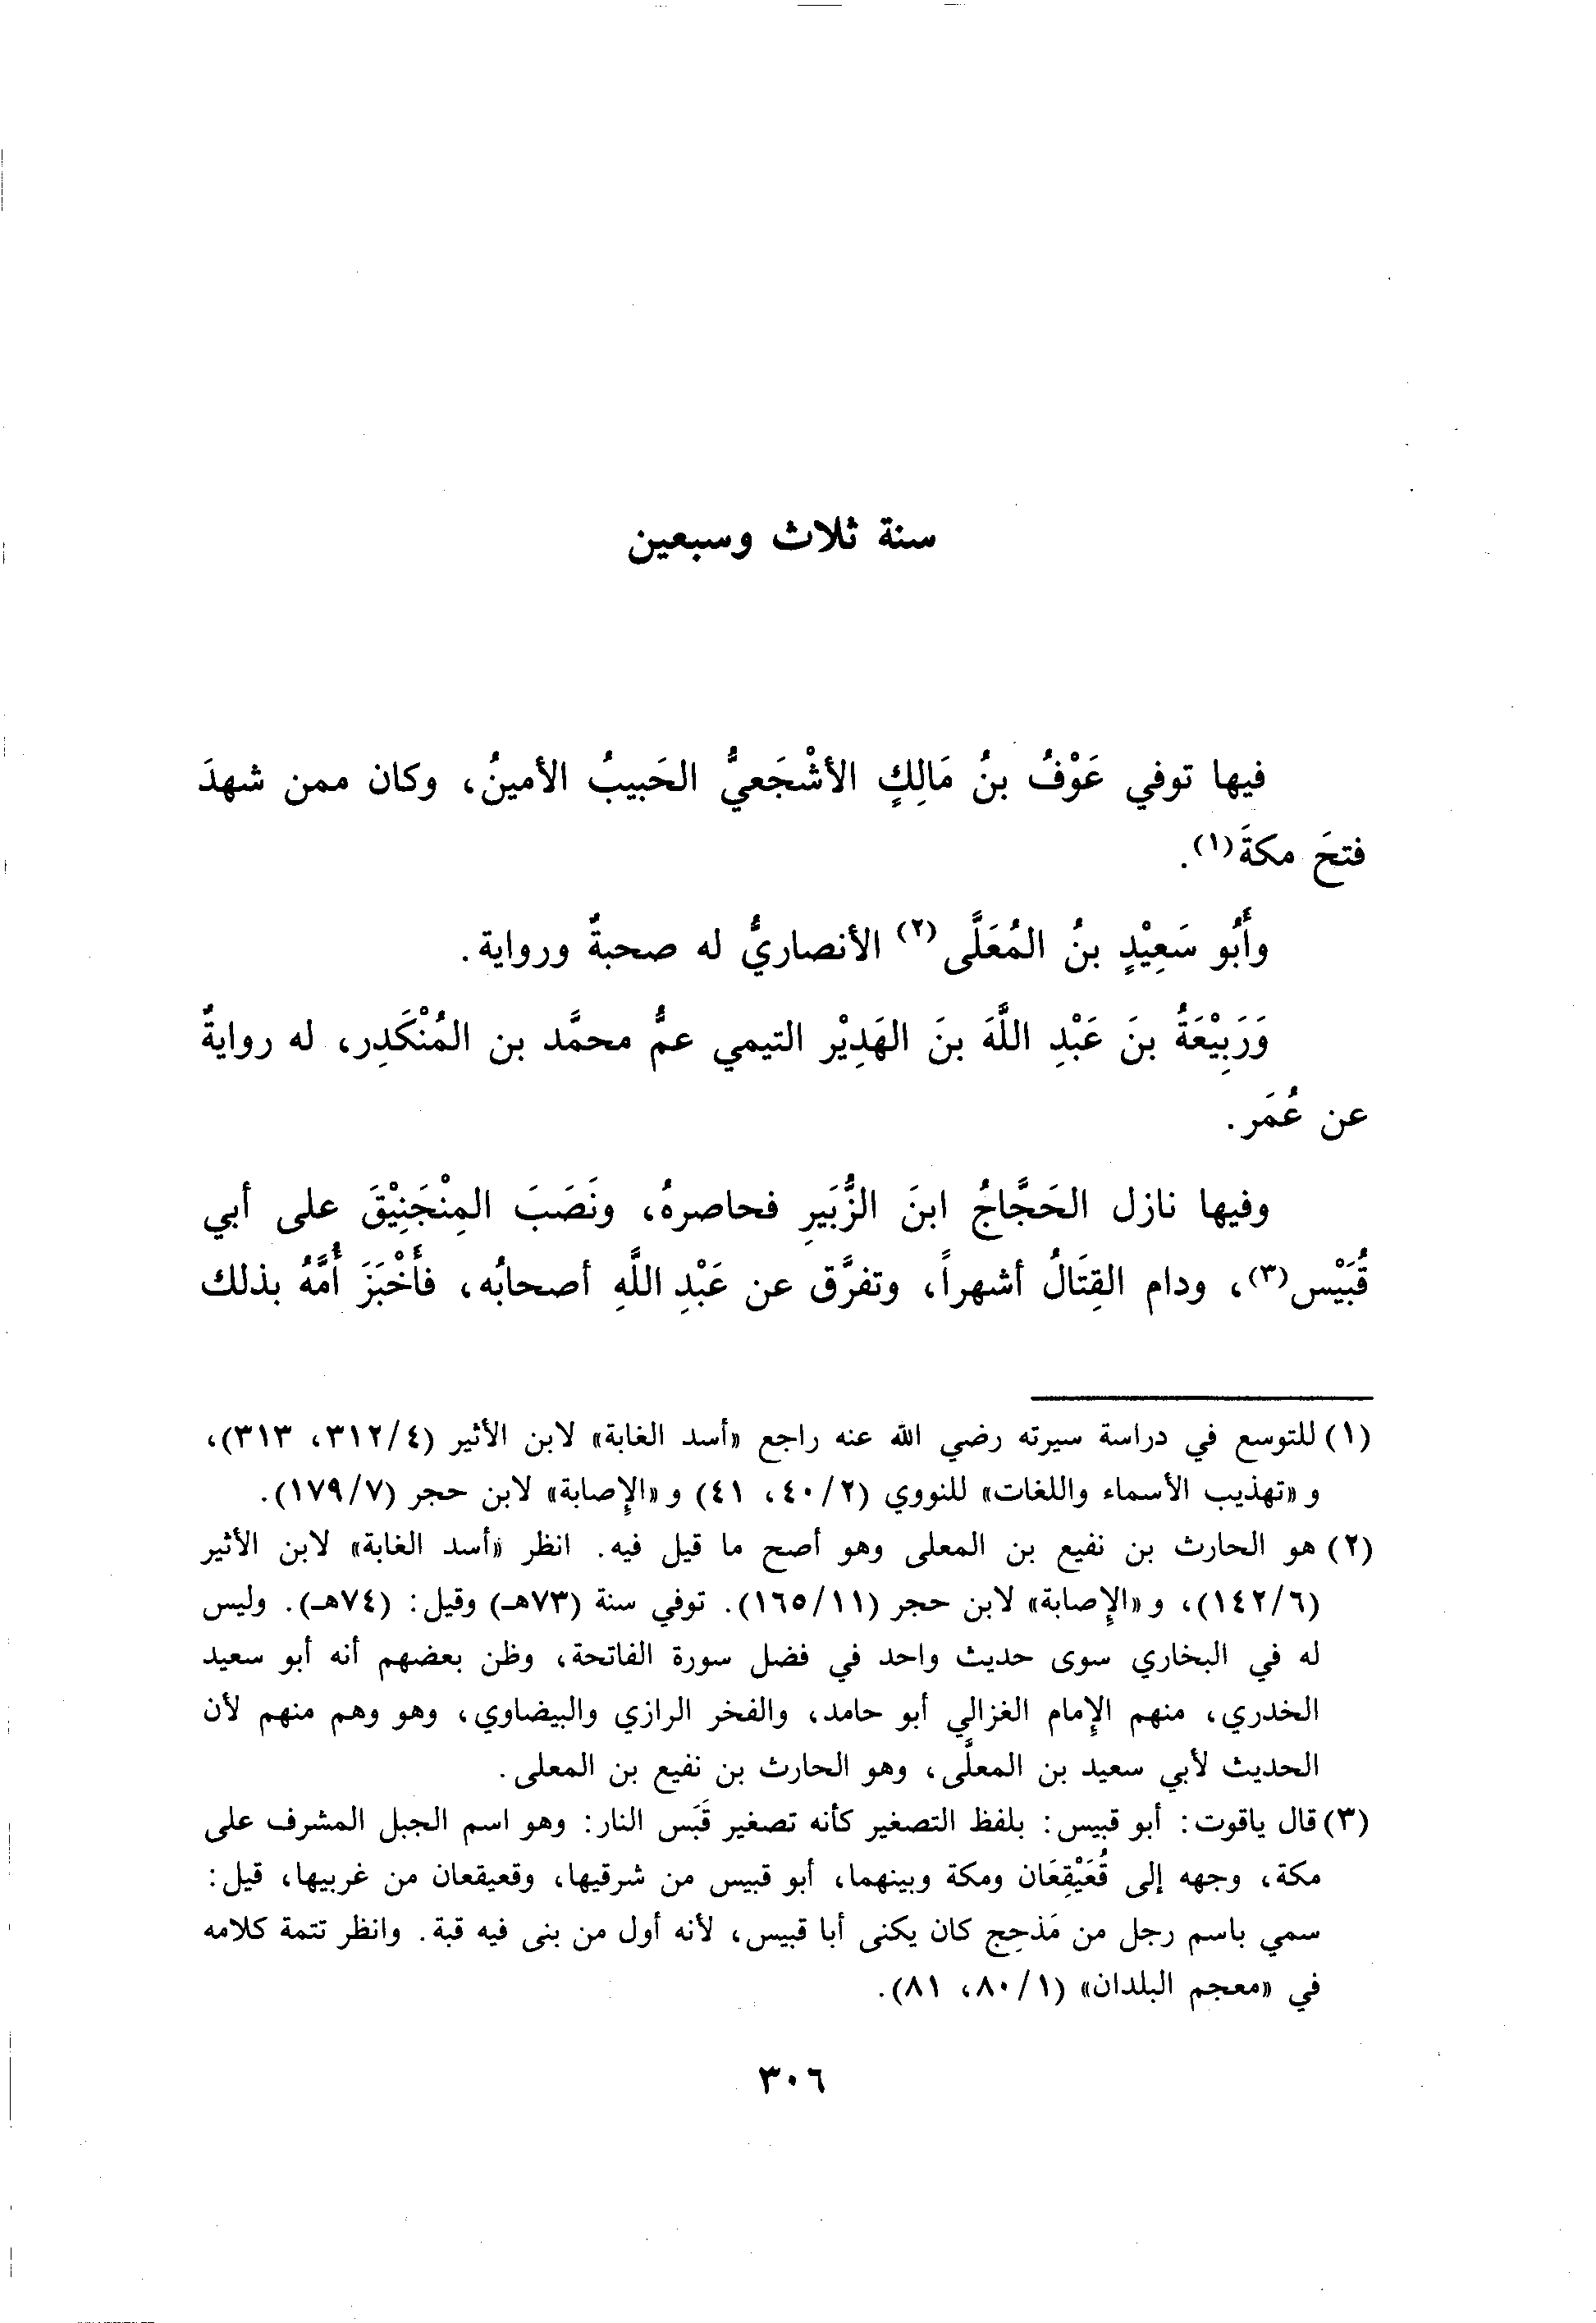 سنة ثلاث وسبعين
فيها توفي عَوْفُ بنُ مَالِكٍ الأشْجَعيُّ الحَبيبُ الأمينُ، وكان ممن شهدَ
فتحَ مكةَ(١).
وأَبُو سَعِيْدٍ بنُ المُعَلَّى(٢) الأنصاريُّ له صحبةٌ ورواية.
وَرَبِيْعَةُ بنَ عَبْدِ اللَّهَ بنَ الهَدِيْر التيمي عمُّ محمَّد بن المُنْكَدِر، له روايةٌ
عن عُمَر.
وفيها نازل الحَجَّاجُ ابنَ الزُّبَيرِ فحاصرهُ، ونَصَبَ المِنْجَنِيْقَ على أبي
قُبَيْس(٣)، ودام القِتَالُ أشهراً، وتفرَّق عن عَبْدِ اللَّهِ أصحابُه، فأَخْبَرَ أُمَّهُ بذلك
(١) للتوسع في دراسة سيرته رضي الله عنه راجع «أسد الغابة» لابن الأثير (٣١٢/٤، ٣١٣)،
و «تهذيب الأسماء واللغات» للنووي (٤٠/٢، ٤١) و «الإصابة» لابن حجر (١٧٩/٧).
(٢) هو الحارث بن نفيع بن المعلى وهو أصح ما قيل فيه. انظر «أسد الغابة» لابن الأثير
(١٤٢/٦)، و «الإصابة» لابن حجر (١٦٥/١١). توفي سنة (٧٣هـ) وقيل: (٧٤هـ). وليس
له في البخاري سوى حديث واحد في فضل سورة الفاتحة، وظن بعضهم أنه أبو سعيد
الخدري، منهم الإمام الغزالي أبو حامد، والفخر الرازي والبيضاوي، وهو وهم منهم لأن
الحديث لأبي سعيد بن المعلَّى، وهو الحارث بن نفيع بن المعلى.
(٣) قال ياقوت: أبو قبيس: بلفظ التصغير كأنه تصغير قَبَس النار: وهو اسم الجبل المشرف على
مكة، وجهه إلى قُعَيْقِعَان ومكة وبينهما، أبو قبيس من شرقيها، وقعيقعان من غربيها، قيل:
سمي باسم رجل من مَذحِج كان يكنى أبا قبيس، لأنه أول من بنى فيه قبة. وانظر تتمة كلامه
في «معجم البلدان» (٨٠/١، ٨١).
٣٠٦